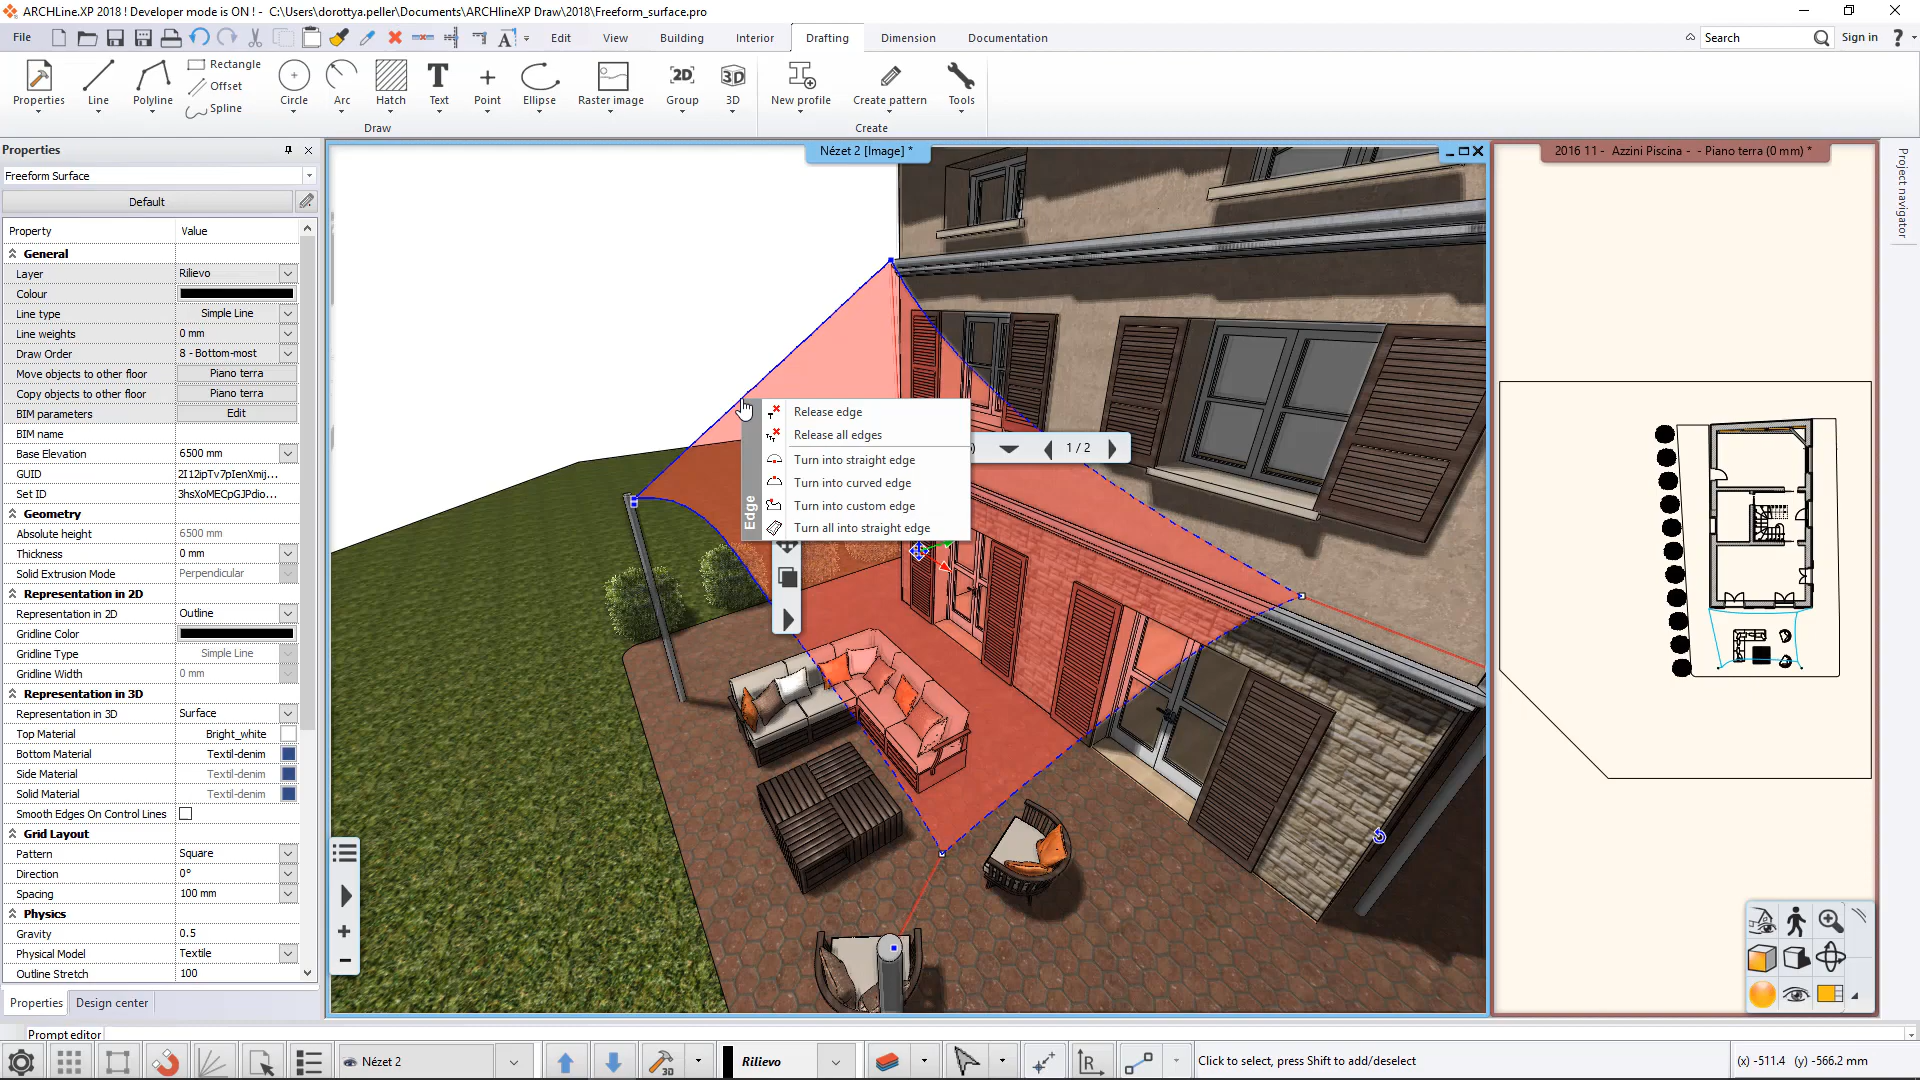 ARCHLine.XP 2018 ! Developer mode is ON ! - C:\Users\dorottya.peller\Documents\ARCHlineXP Draw\2018\Freeform_surface.pro
File Edit View Building Interior Drafting Dimension Documentation Search Sign in ?
Properties Line Polyline Rectangle Offset Spline Circle Arc Hatch Text Point Ellipse Raster image Group 3D New profile Create pattern Tools
Draw Create
Properties
Nézet 2 [Image] *
2016 11 - Azzini Piscina - - Piano terra (0 mm) *
Project navigator
Freeform Surface
Default
Property Value
General
Layer Rilievo
Colour
Line type Simple Line
Line weights 0 mm
Draw Order 8 - Bottom-most
Move objects to other floor Piano terra
Copy objects to other floor Piano terra
BIM parameters Edit
BIM name
Base Elevation 6500 mm
GUID 2I12ipTv7pIenXmij...
Set ID 3hsXoMECpGJPdio...
Geometry
Absolute height 6500 mm
Thickness 0 mm
Solid Extrusion Mode Perpendicular
Representation in 2D
Representation in 2D Outline
Gridline Color
Gridline Type Simple Line
Gridline Width 0 mm
Representation in 3D
Representation in 3D Surface
Top Material Bright_white
Bottom Material Textil-denim
Side Material Textil-denim
Solid Material Textil-denim
Smooth Edges On Control Lines
Grid Layout
Pattern Square
Direction 0°
Spacing 100 mm
Physics
Gravity 0.5
Physical Model Textile
Outline Stretch 100
Edge
Release edge
Release all edges
Turn into straight edge
Turn into curved edge
Turn into custom edge
Turn all into straight edge
) 1 / 2
Properties Design center
Prompt editor
Nézet 2 3D Rilievo R Click to select, press Shift to add/deselect (x) -511.4 (y) -566.2 mm